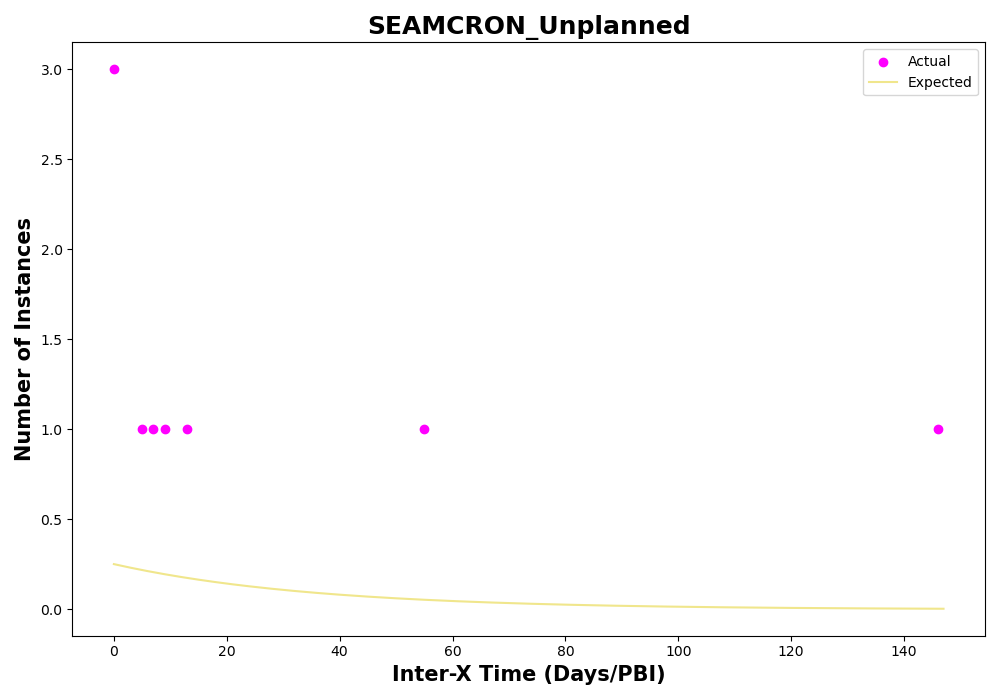 SEAMCRON_Unplanned
Actual
Expected
Number of Instances
3.0
2.5
2.0
1.5
1.0
0.5
0.0
0 20 40 60 80 100 120 140
Inter-X Time (Days/PBI)